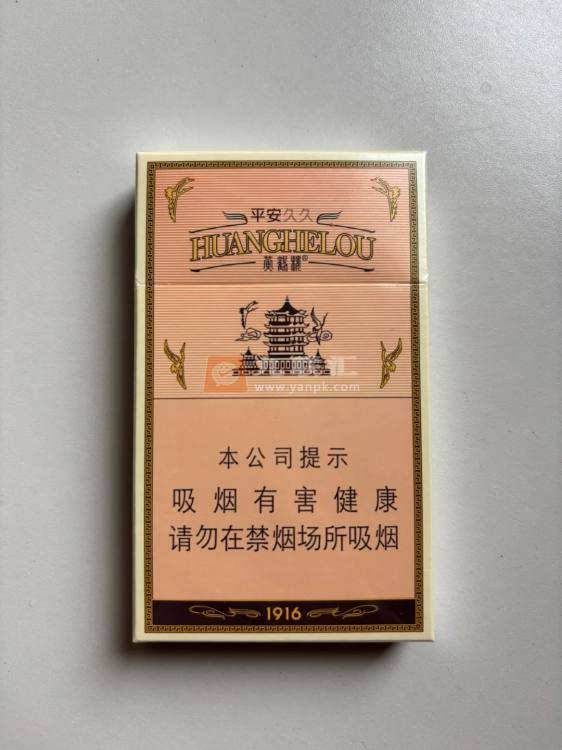 平安久久
HUANGHELOU
黄鹤楼®
www.yanpk.com
本公司提示
吸烟有害健康
请勿在禁烟场所吸烟
1916